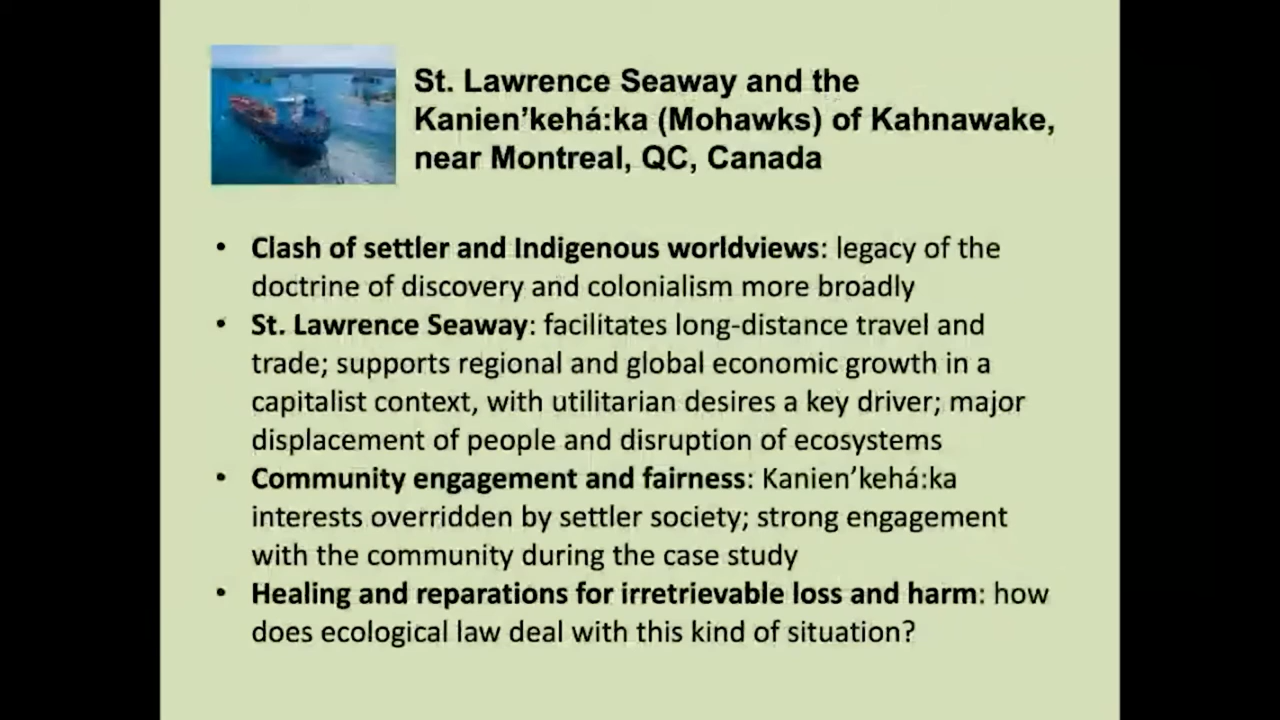 St. Lawrence Seaway and the
Kanien’kehá:ka (Mohawks) of Kahnawake,
near Montreal, QC, Canada
• Clash of settler and Indigenous worldviews: legacy of the
doctrine of discovery and colonialism more broadly
• St. Lawrence Seaway: facilitates long-distance travel and
trade; supports regional and global economic growth in a
capitalist context, with utilitarian desires a key driver; major
displacement of people and disruption of ecosystems
• Community engagement and fairness: Kanien’kehá:ka
interests overridden by settler society; strong engagement
with the community during the case study
• Healing and reparations for irretrievable loss and harm: how
does ecological law deal with this kind of situation?